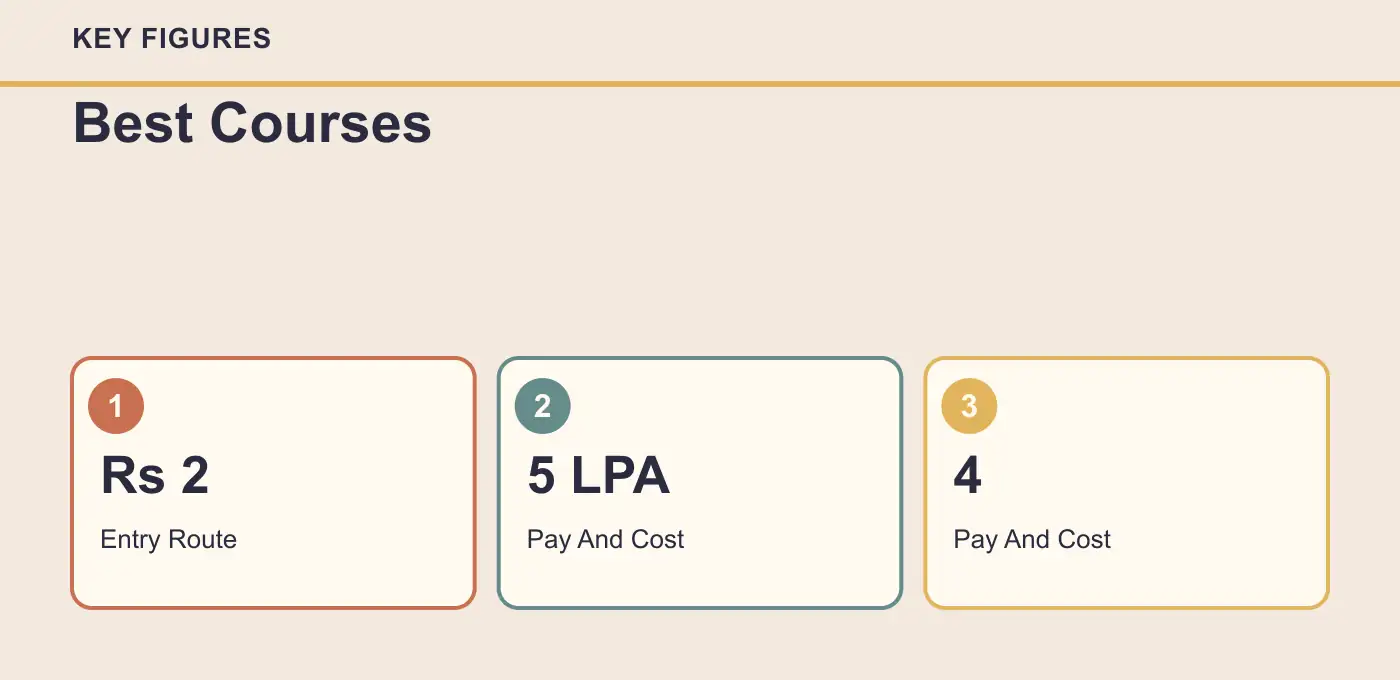 KEY FIGURES
Best Courses
1
Rs 2
Entry Route
2
5 LPA
Pay And Cost
3
4
Pay And Cost